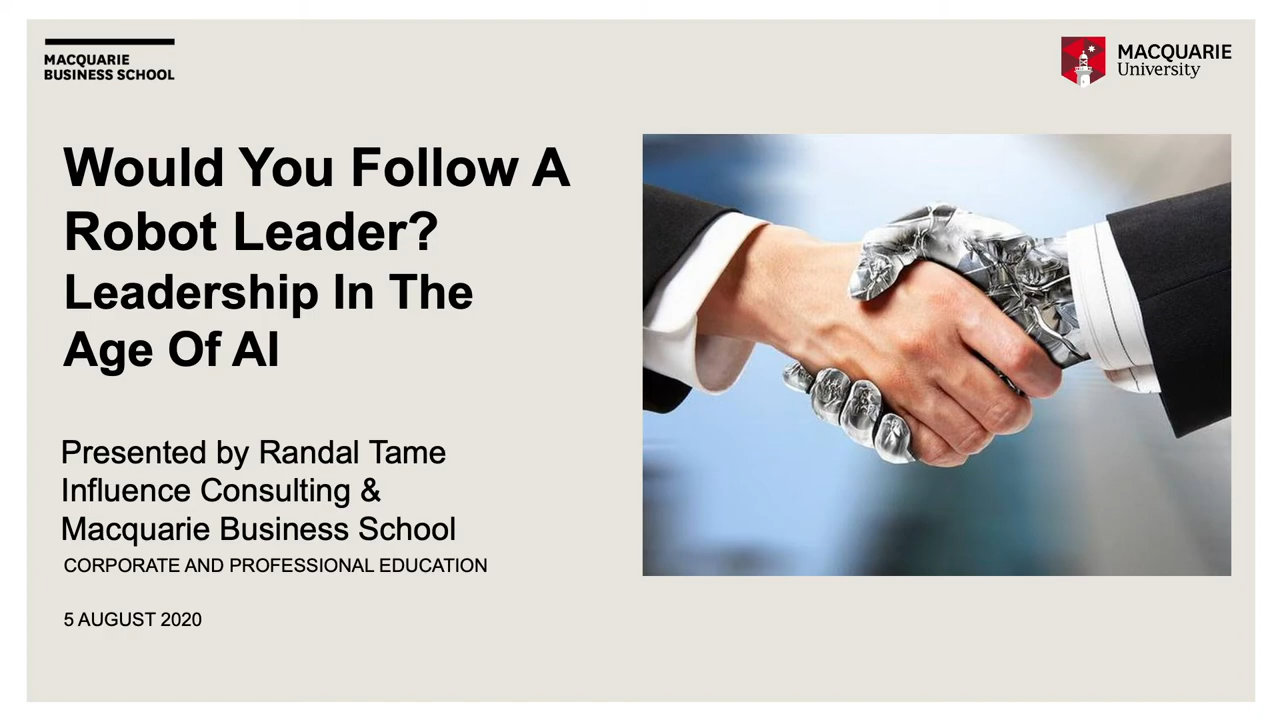 MACQUARIE
BUSINESS SCHOOL
MACQUARIE
University
Would You Follow A
Robot Leader?
Leadership In The
Age Of AI
Presented by Randal Tame
Influence Consulting &
Macquarie Business School
CORPORATE AND PROFESSIONAL EDUCATION
5 AUGUST 2020